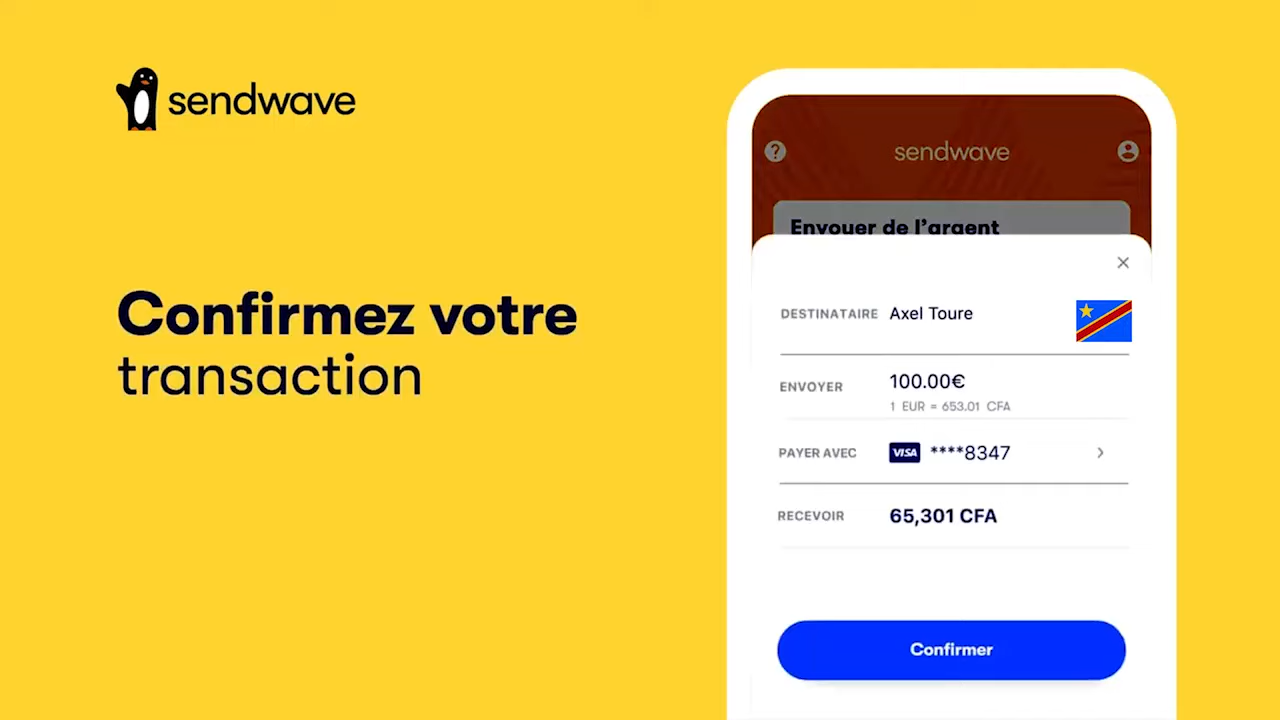 sendwave
Confirmez votre
transaction
sendwave
Envoyer de l'argent
×
DESTINATAIRE Axel Toure
ENVOYER 100.00€
1 EUR = 653.01 CFA
PAYER AVEC VISA ****8347 >
RECEVOIR 65,301 CFA
Confirmer